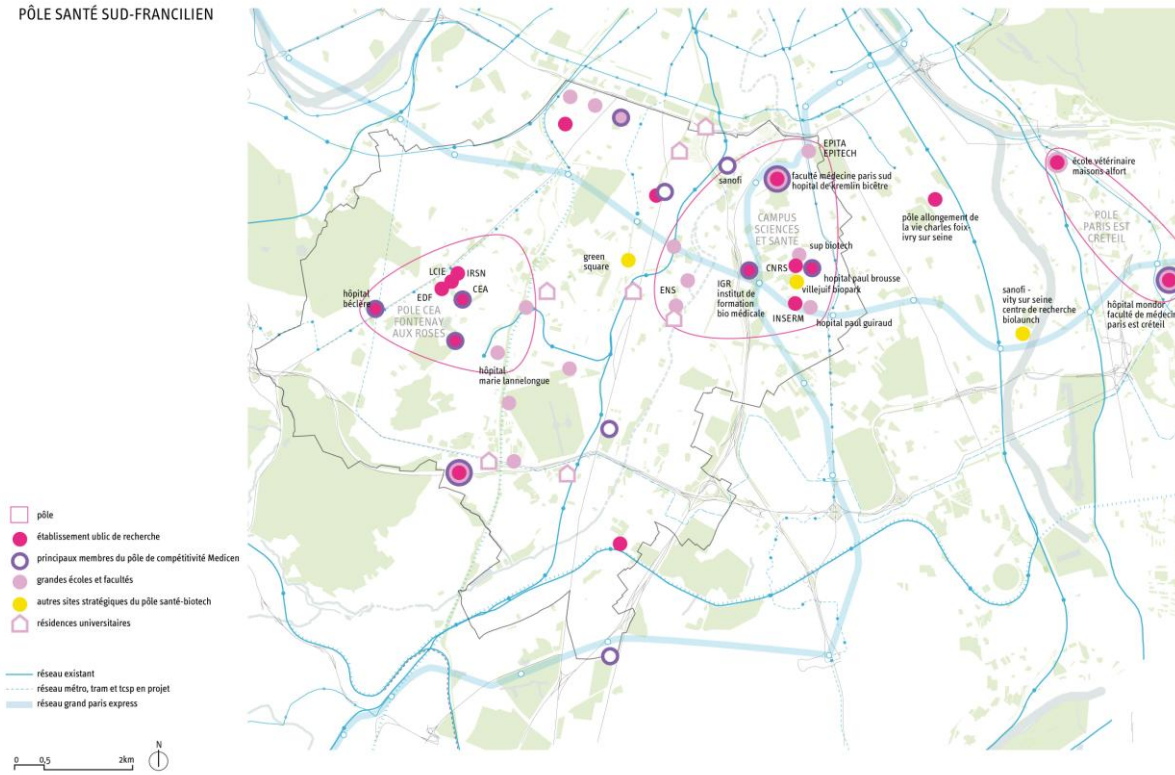 PÔLE SANTÉ SUD-FRANCILIEN
EPITA
EPITECH
sanofi
faculté médecine paris sud
hopital de kremlin bicêtre
école vétérinaire
maisons alfort
CAMPUS
SCIENCES
ET SANTÉ
pôle allongement de
la vie charles foix-
ivry sur seine
POLE
PARIS EST
CRETEIL
sup biotech
green
square
LCIE
IRSN
CEA
EDF
hôpital
béclère
POLE CEA
FONTENAY
AUX ROSES
ENS
IGR
institut de
formation
bio médicale
CNRS
hopital paul brousse
villejuif biopark
INSERM
hopital paul guiraud
sanofi -
vity sur seine
centre de recherche
biolaunch
hôpital mondor
faculté de médecin
paris est créteil
hôpital
marie lannelongue
pôle
établissement ublic de recherche
principaux membres du pôle de compétitivité Medicen
grandes écoles et facultés
autres sites stratégiques du pôle santé-biotech
résidences universitaires
réseau existant
réseau métro, tram et tcsp en projet
réseau grand paris express
0 0,5 2km
N